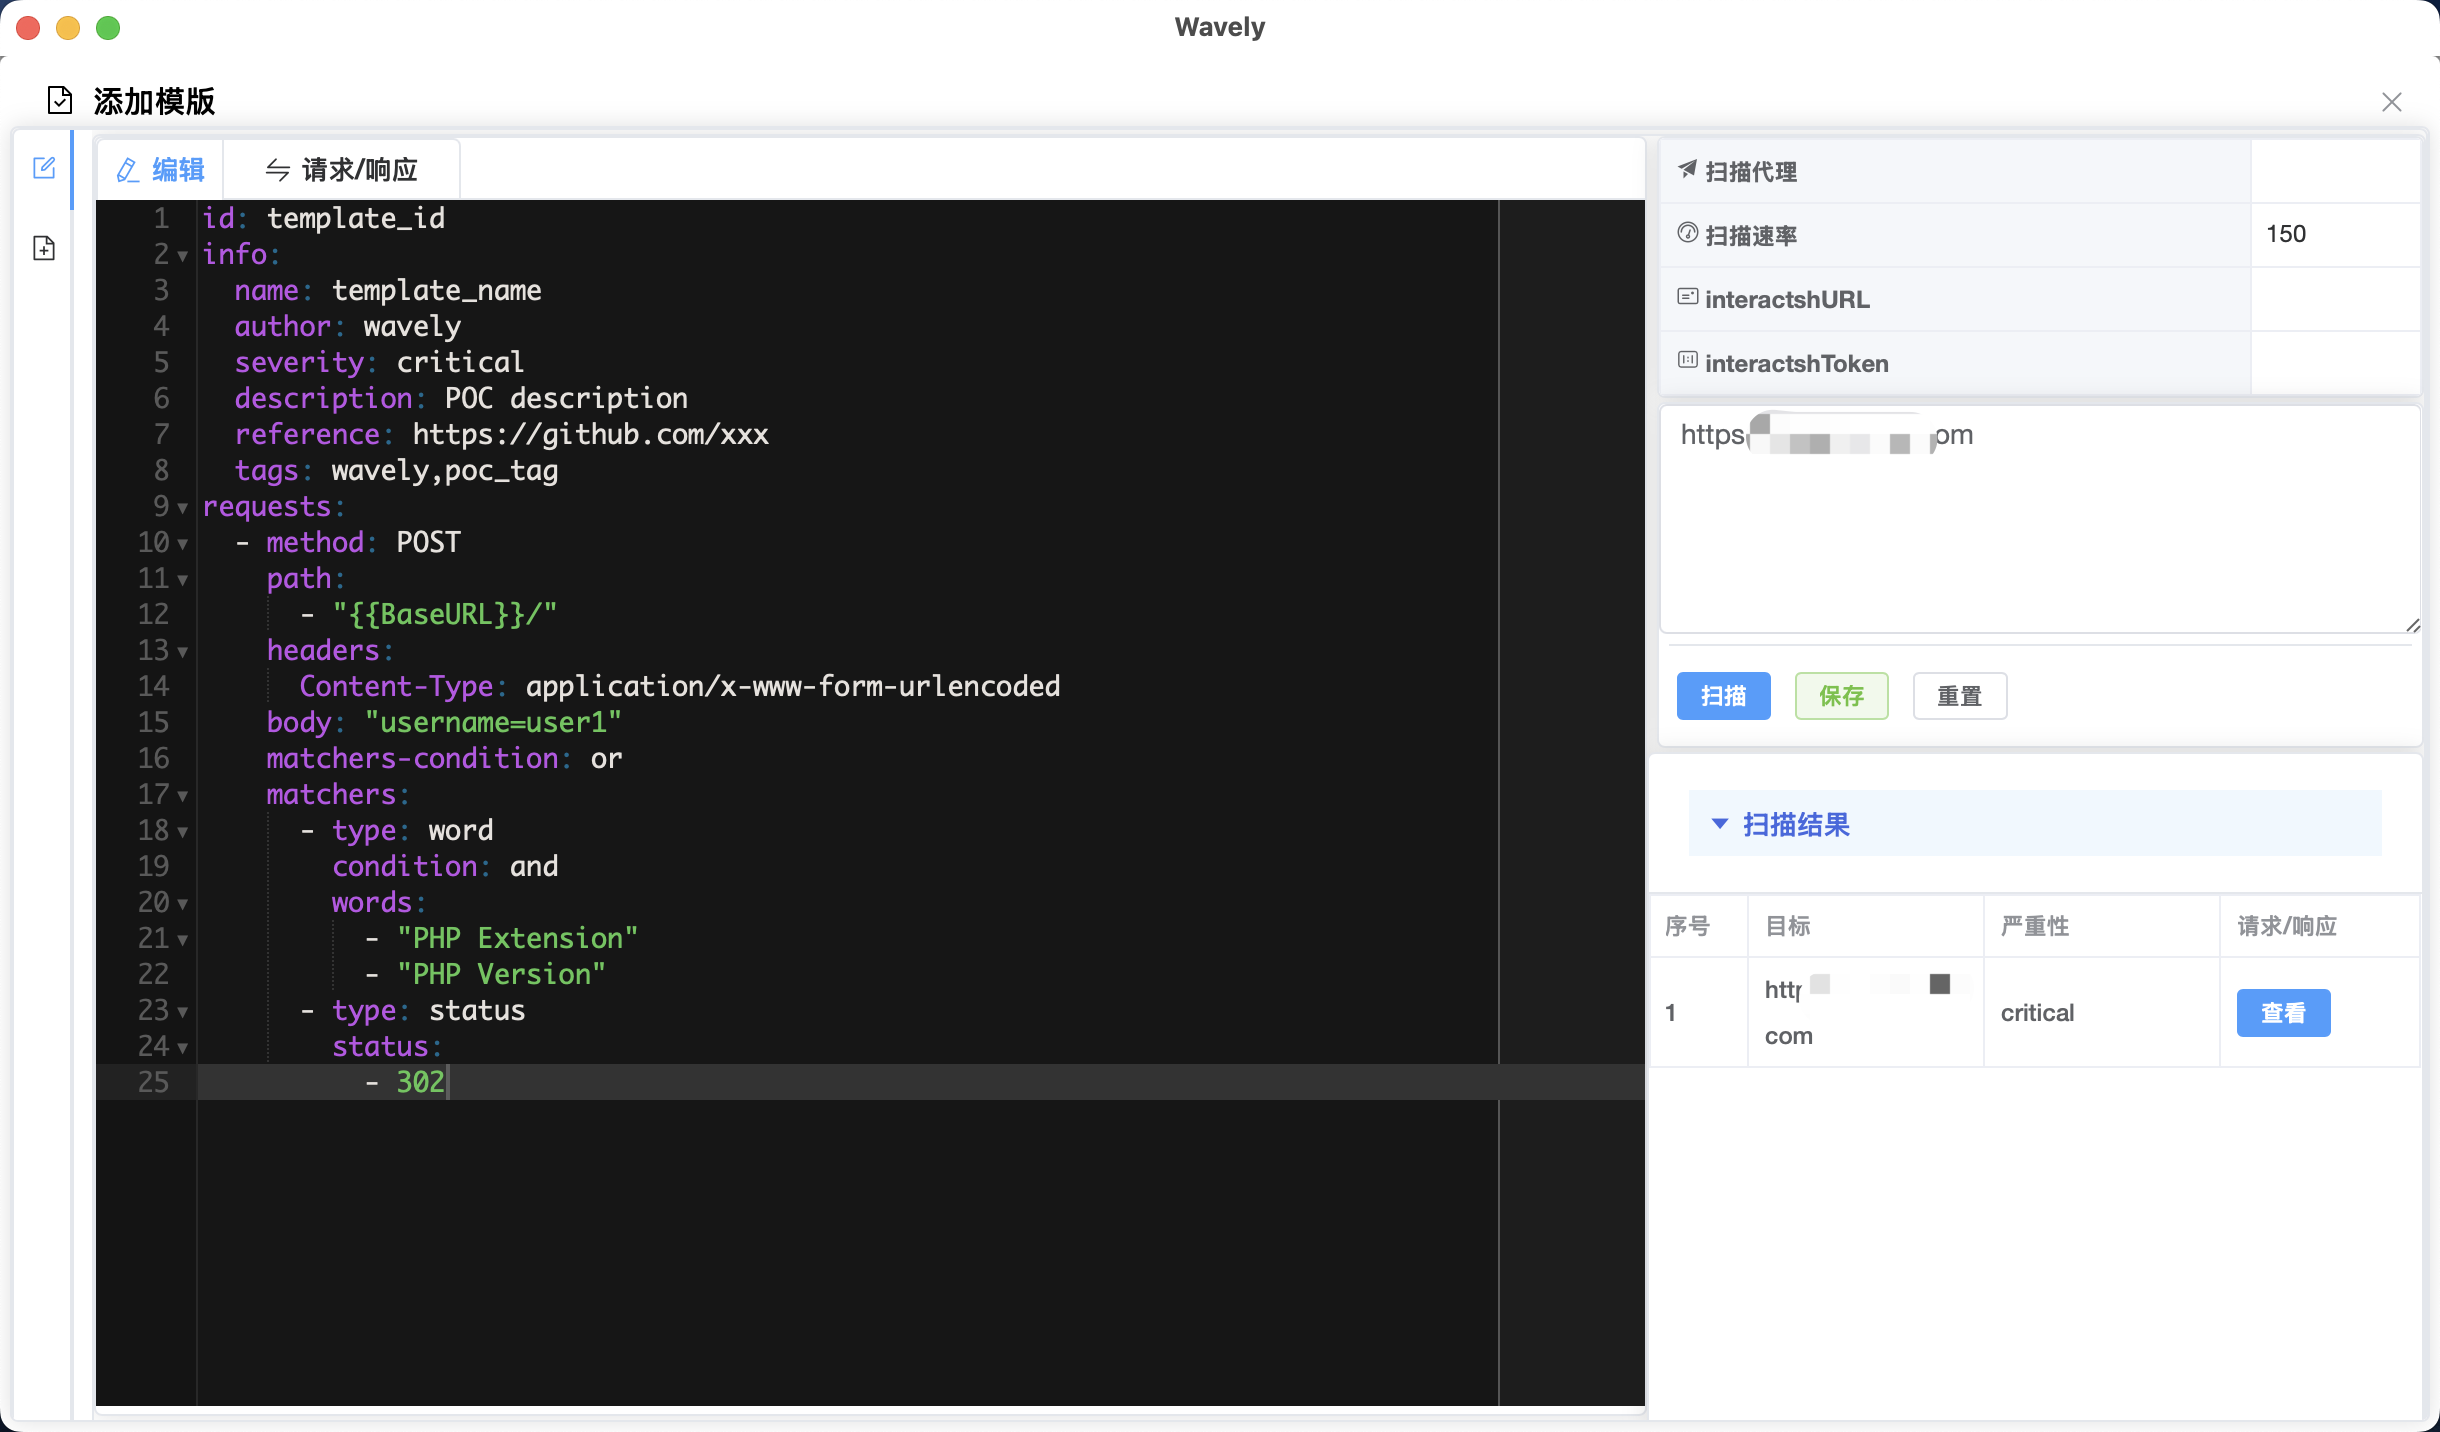 Wavely
添加模版
编辑
请求/响应
1 id: template_id
2 info:
3 name: template_name
4 author: wavely
5 severity: critical
6 description: POC description
7 reference: https://github.com/xxx
8 tags: wavely,poc_tag
9 requests:
10 - method: POST
11 path:
12 - "{{BaseURL}}/"
13 headers:
14 Content-Type: application/x-www-form-urlencoded
15 body: "username=user1"
16 matchers-condition: or
17 matchers:
18 - type: word
19 condition: and
20 words:
21 - "PHP Extension"
22 - "PHP Version"
23 - type: status
24 status:
25 - 302
扫描代理
扫描速率 150
interactshURL
interactshToken
https om
扫描 保存 重置
扫描结果
序号 目标 严重性 请求/响应
1 http com critical 查看